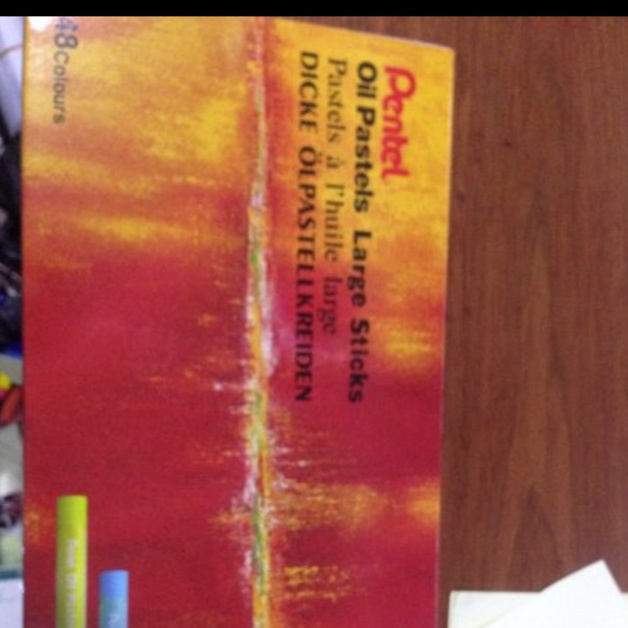 Pentel
Oil Pastels Large Sticks
Pastels à l'huile large
DICKE ÖLPASTELLKREIDEN
48 Colours